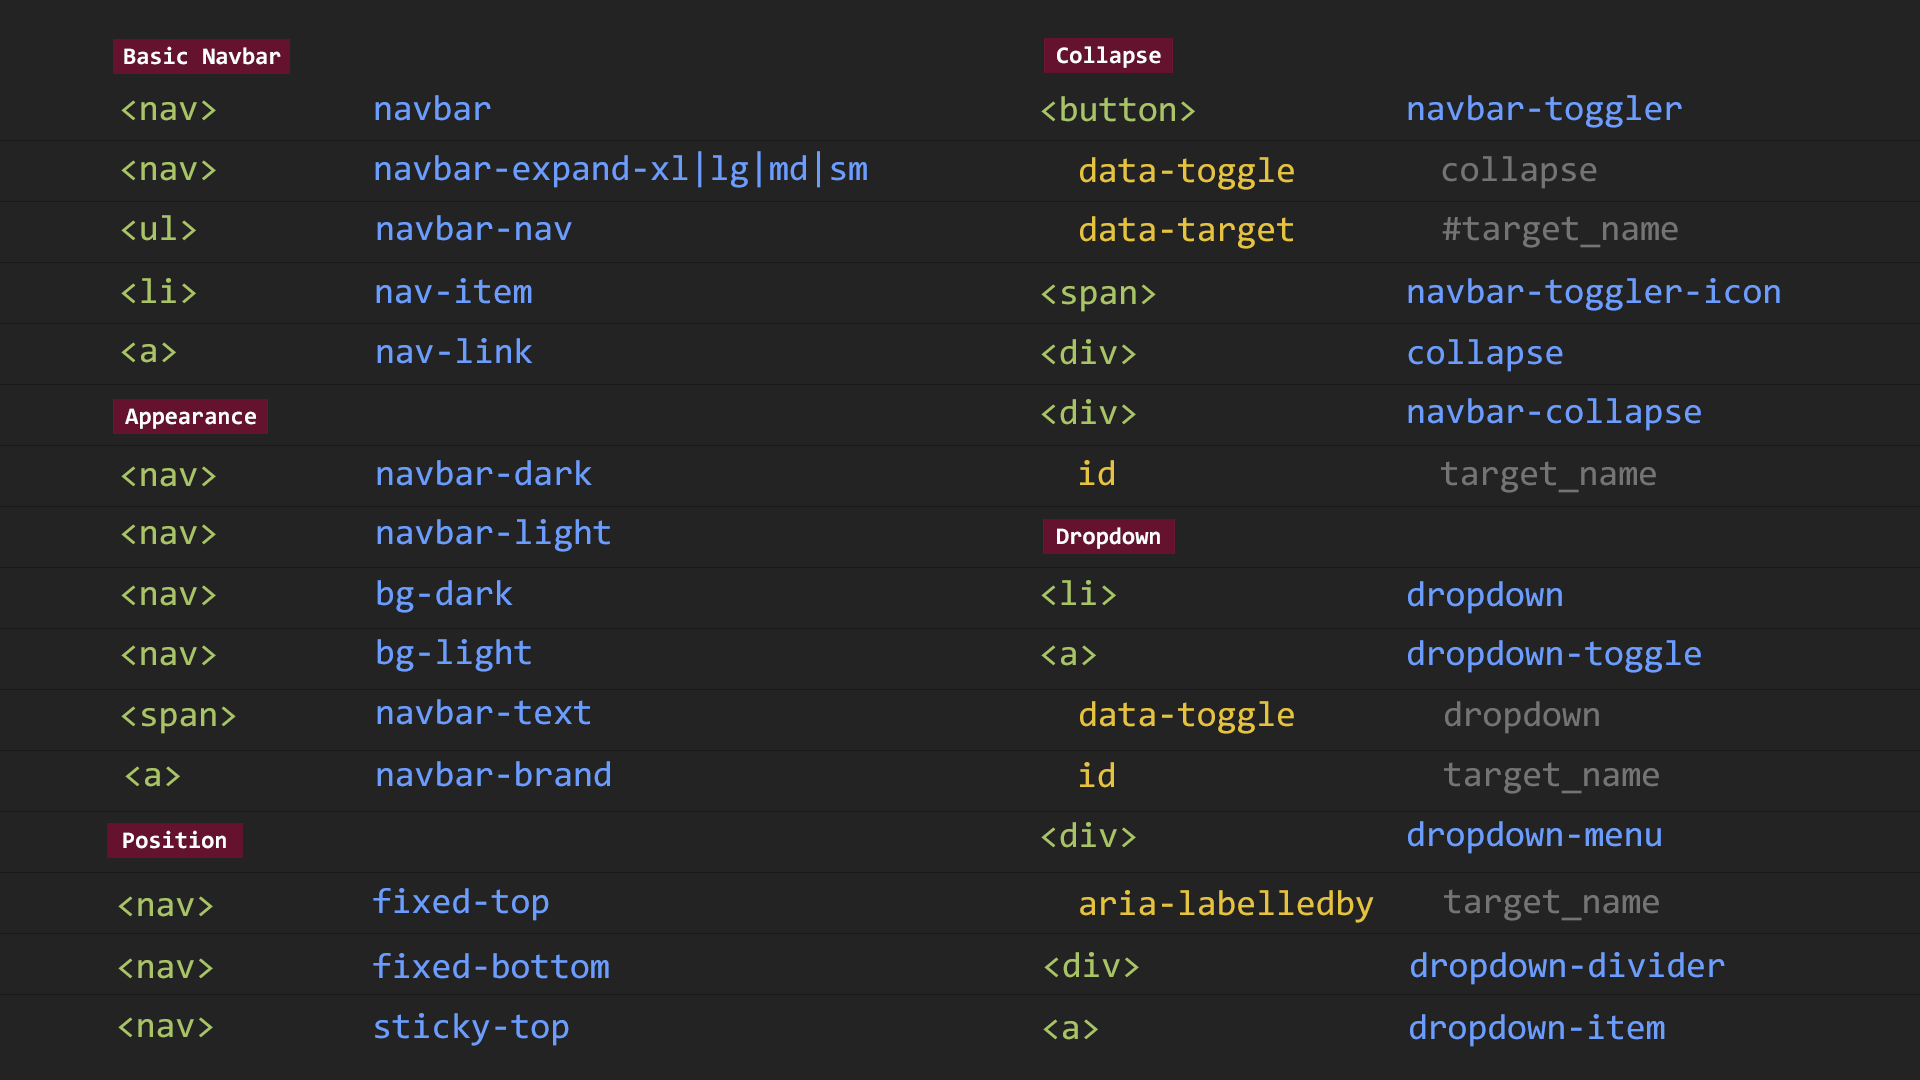 Basic Navbar
<nav> navbar
<nav> navbar-expand-xl|lg|md|sm
<ul> navbar-nav
<li> nav-item
<a> nav-link
Appearance
<nav> navbar-dark
<nav> navbar-light
<nav> bg-dark
<nav> bg-light
<span> navbar-text
<a> navbar-brand
Position
<nav> fixed-top
<nav> fixed-bottom
<nav> sticky-top
Collapse
<button> navbar-toggler
data-toggle collapse
data-target #target_name
<span> navbar-toggler-icon
<div> collapse
<div> navbar-collapse
id target_name
Dropdown
<li> dropdown
<a> dropdown-toggle
data-toggle dropdown
id target_name
<div> dropdown-menu
aria-labelledby target_name
<div> dropdown-divider
<a> dropdown-item